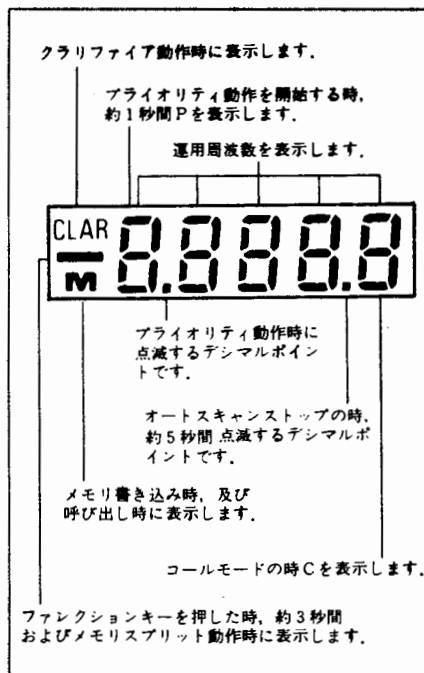 クラリファイア動作時に表示します.
プライオリティ動作を開始する時,
約1秒間Pを表示します.
運用周波数を表示します.
CLAR
M
8.888.8
プライオリティ動作時に
点滅するデシマルポイン
トです.
オートスキャンストップの時,
約5秒間点滅するデシマルポ
イントです.
メモリ書き込み時, 及び
呼び出し時に表示します.
コールモードの時Cを表示します.
ファンクションキーを押した時, 約3秒間
およびメモリスプリット動作時に表示します.